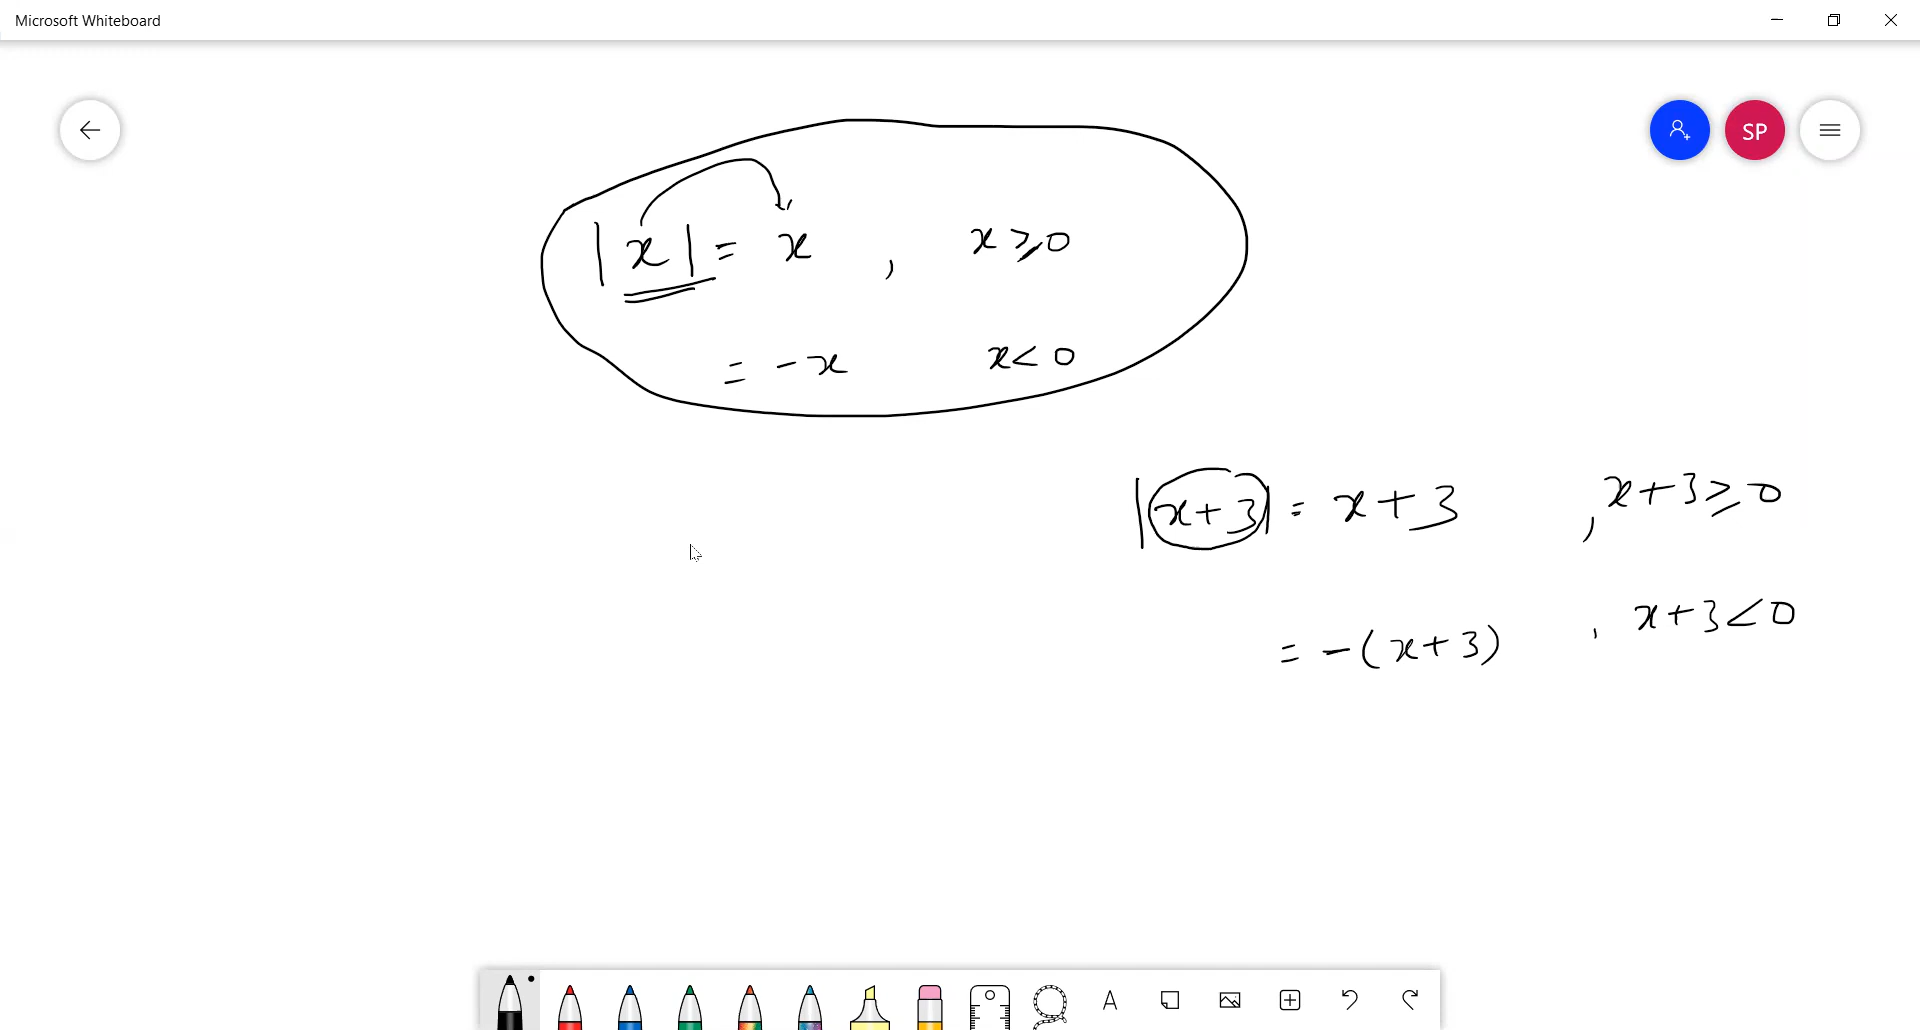 Microsoft Whiteboard
SP
|x| = x , x ≥ 0
= -x x < 0
|x+3| = x+3 , x+3 ≥ 0
= -(x+3) , x+3 < 0
A